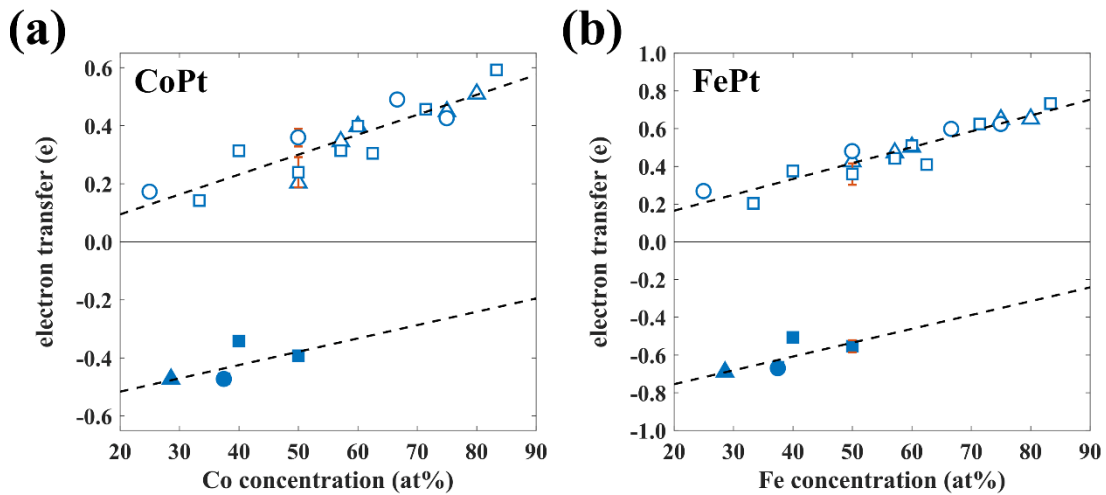 (a)
CoPt
electron transfer (e)
0.6
0.4
0.2
0.0
-0.2
-0.4
-0.6
20 30 40 50 60 70 80 90
Co concentration (at%)
(b)
FePt
electron transfer (e)
1.0
0.8
0.6
0.4
0.2
0.0
-0.2
-0.4
-0.6
-0.8
-1.0
20 30 40 50 60 70 80 90
Fe concentration (at%)